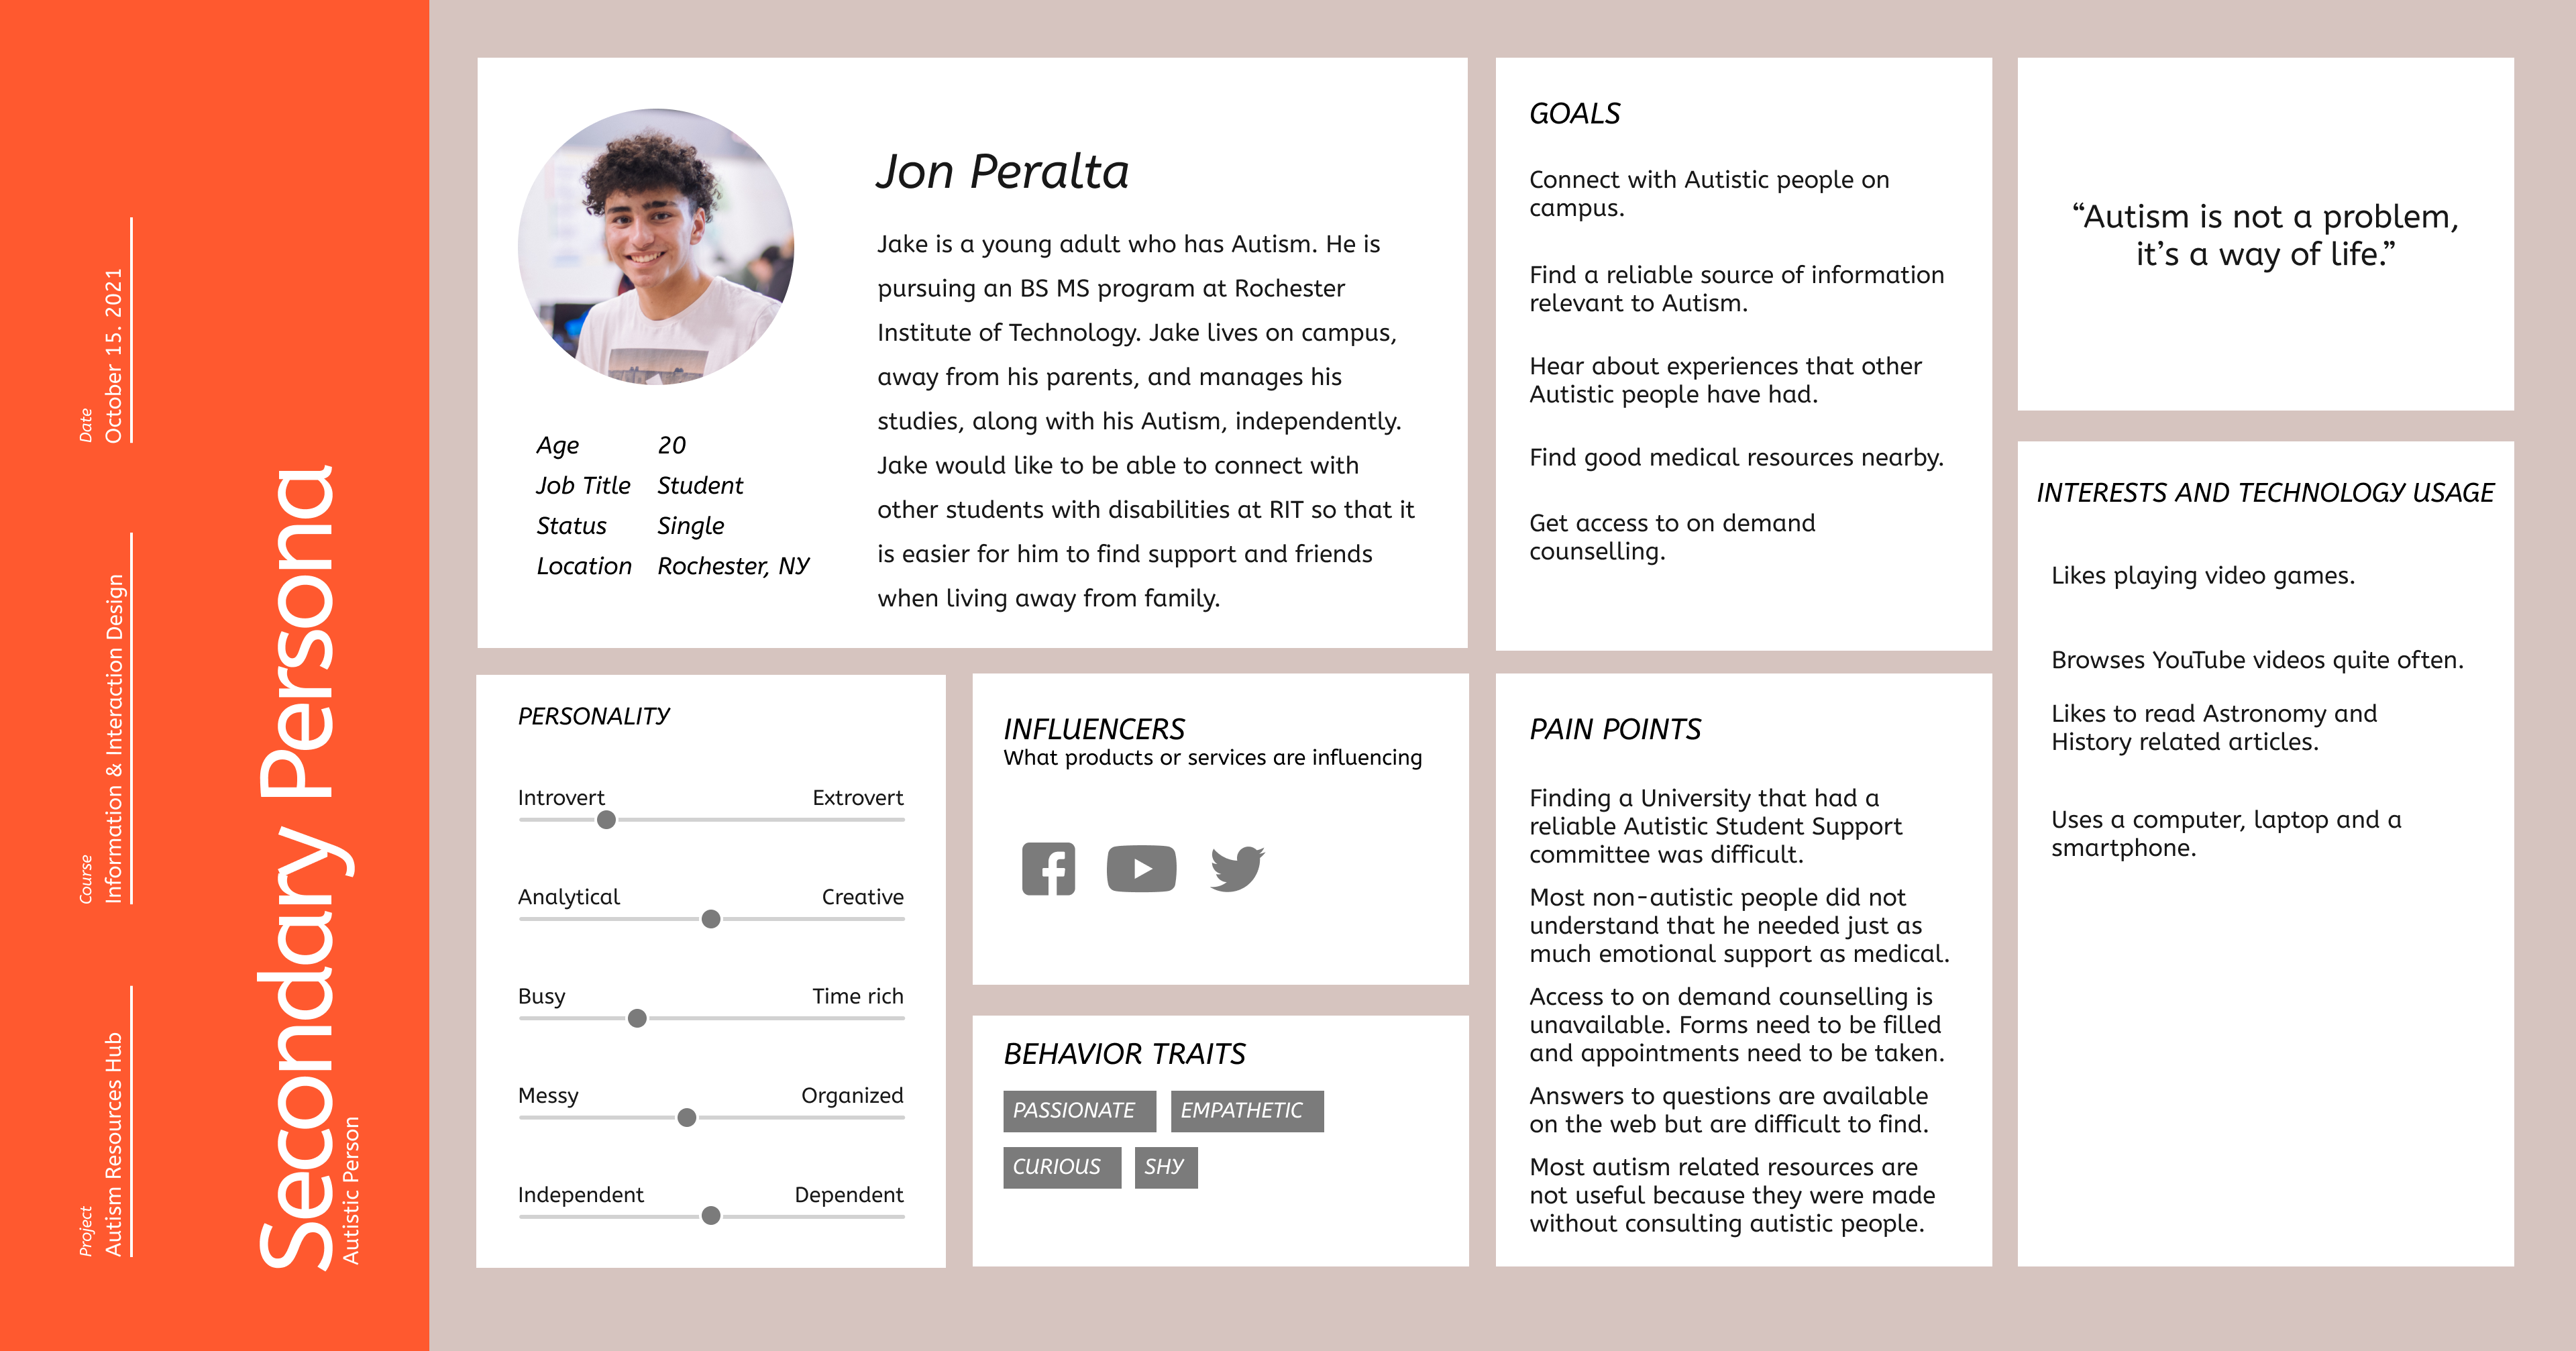 Date
October 15. 2021
Course
Information & Interaction Design
Project
Autism Resources Hub
Secondary Persona
Autistic Person
Jon Peralta
Jake is a young adult who has Autism. He is
pursuing an BS MS program at Rochester
Institute of Technology. Jake lives on campus,
away from his parents, and manages his
studies, along with his Autism, independently.
Jake would like to be able to connect with
other students with disabilities at RIT so that it
is easier for him to find support and friends
when living away from family.
Age 20
Job Title Student
Status Single
Location Rochester, NY
GOALS
Connect with Autistic people on
campus.
Find a reliable source of information
relevant to Autism.
Hear about experiences that other
Autistic people have had.
Find good medical resources nearby.
Get access to on demand
counselling.
“Autism is not a problem,
it’s a way of life.”
INTERESTS AND TECHNOLOGY USAGE
Likes playing video games.
Browses YouTube videos quite often.
Likes to read Astronomy and
History related articles.
Uses a computer, laptop and a
smartphone.
PERSONALITY
Introvert Extrovert
Analytical Creative
Busy Time rich
Messy Organized
Independent Dependent
INFLUENCERS
What products or services are influencing
BEHAVIOR TRAITS
PASSIONATE EMPATHETIC
CURIOUS SHY
PAIN POINTS
Finding a University that had a
reliable Autistic Student Support
committee was difficult.
Most non-autistic people did not
understand that he needed just as
much emotional support as medical.
Access to on demand counselling is
unavailable. Forms need to be filled
and appointments need to be taken.
Answers to questions are available
on the web but are difficult to find.
Most autism related resources are
not useful because they were made
without consulting autistic people.